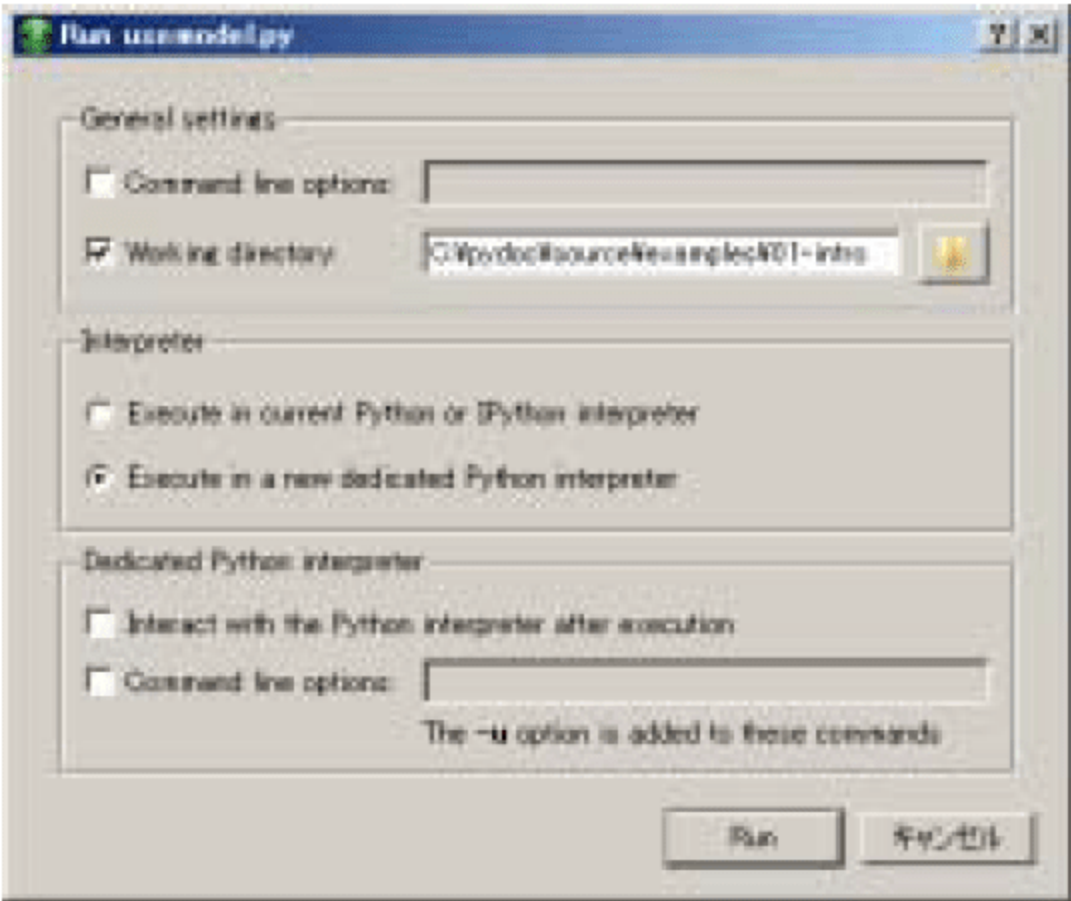 Run usemodel.py
General settings
Command line options:
Working directory:
C:¥pydoc¥source¥examples¥01-intro
Interpreter
Execute in current Python or IPython interpreter
Execute in a new dedicated Python interpreter
Dedicated Python interpreter
Interact with the Python interpreter after execution
Command line options:
The -u option is added to these commands
Run
キャンセル